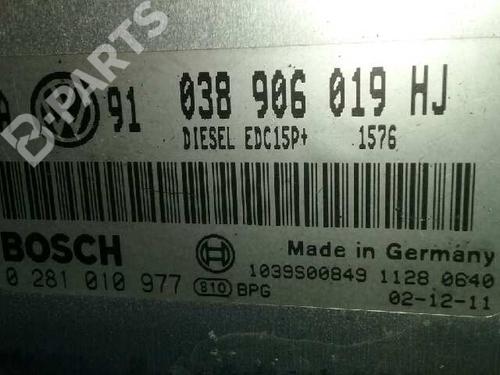 B-PARTS
A 91 038 906 019 HJ
DIESEL EDC15P+ 1576
BOSCH Made in Germany
0 281 010 977 S10 BPG 1039S00849 1128 0640
02-12-11